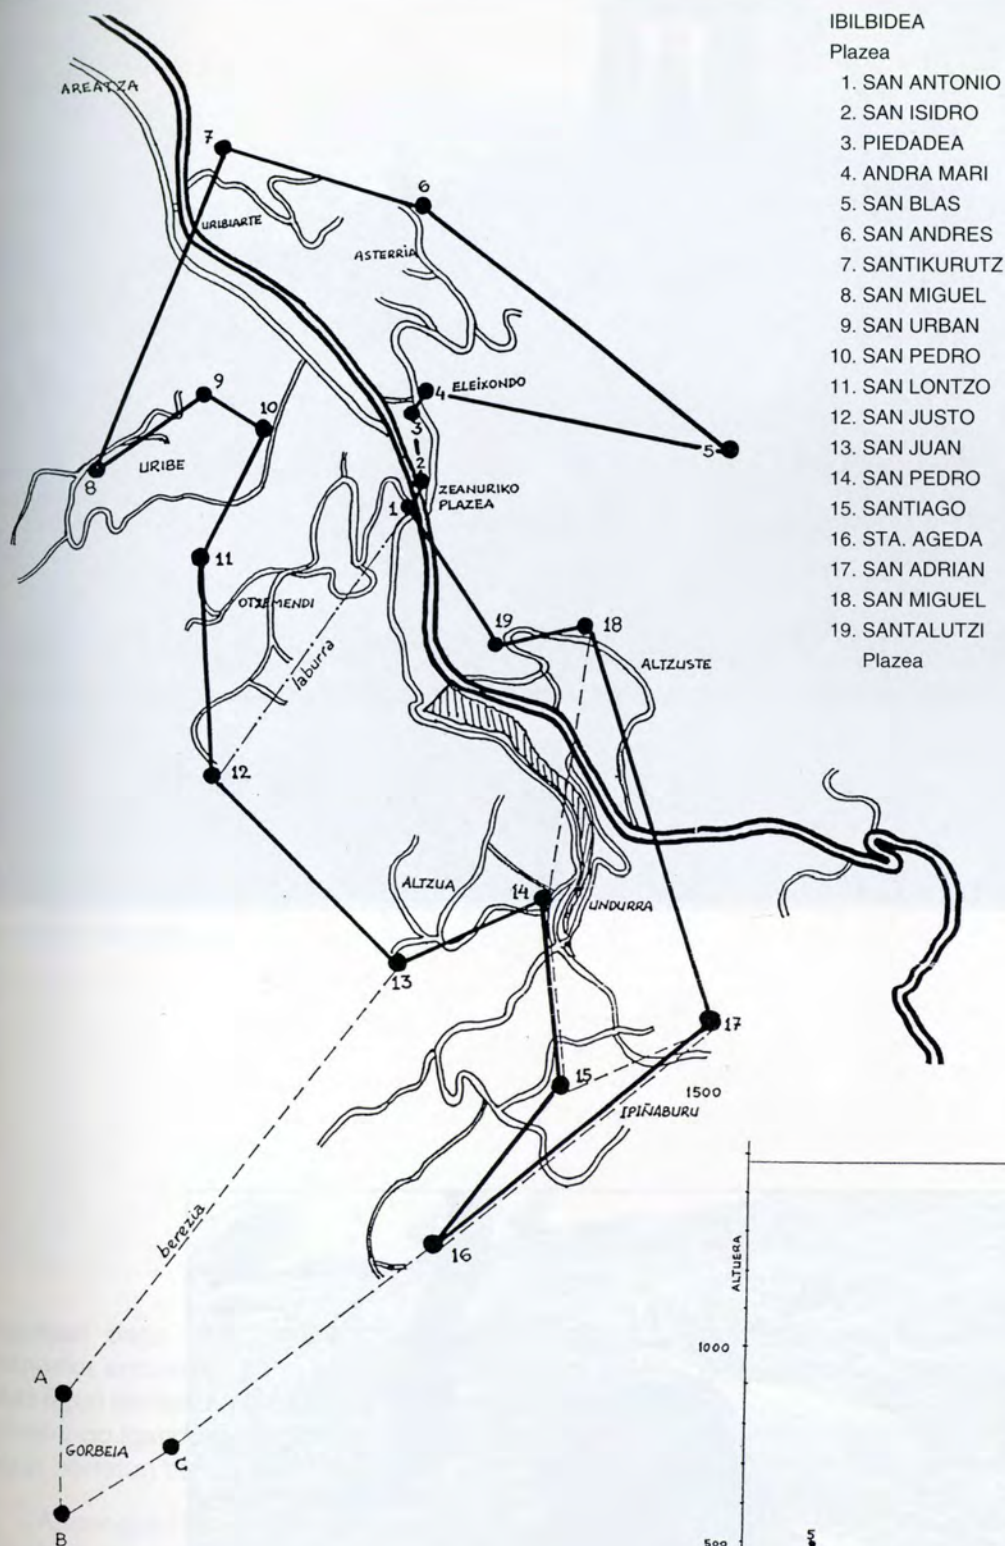 IBILBIDEA
Plazea
1. SAN ANTONIO
2. SAN ISIDRO
3. PIEDADEA
4. ANDRA MARI
5. SAN BLAS
6. SAN ANDRES
7. SANTIKURUTZ
8. SAN MIGUEL
9. SAN URBAN
10. SAN PEDRO
11. SAN LONTZO
12. SAN JUSTO
13. SAN JUAN
14. SAN PEDRO
15. SANTIAGO
16. STA. AGEDA
17. SAN ADRIAN
18. SAN MIGUEL
19. SANTALUTZI
Plazea
AREATZA
7
6
URIBIARTE
ASTERRIA
9
4 ELEIXONDO
10
3
5
8
URIBE
2
ZEANURIKO
PLAZEA
1
11
OTXEMENDI
19
18
ALTZUSTE
laburra
12
ALTZUA
14
UNDURRA
13
17
15
1500
IPIÑABURU
berezia
16
ALTUERA
1000
A
GORBEIA
C
B
5
500